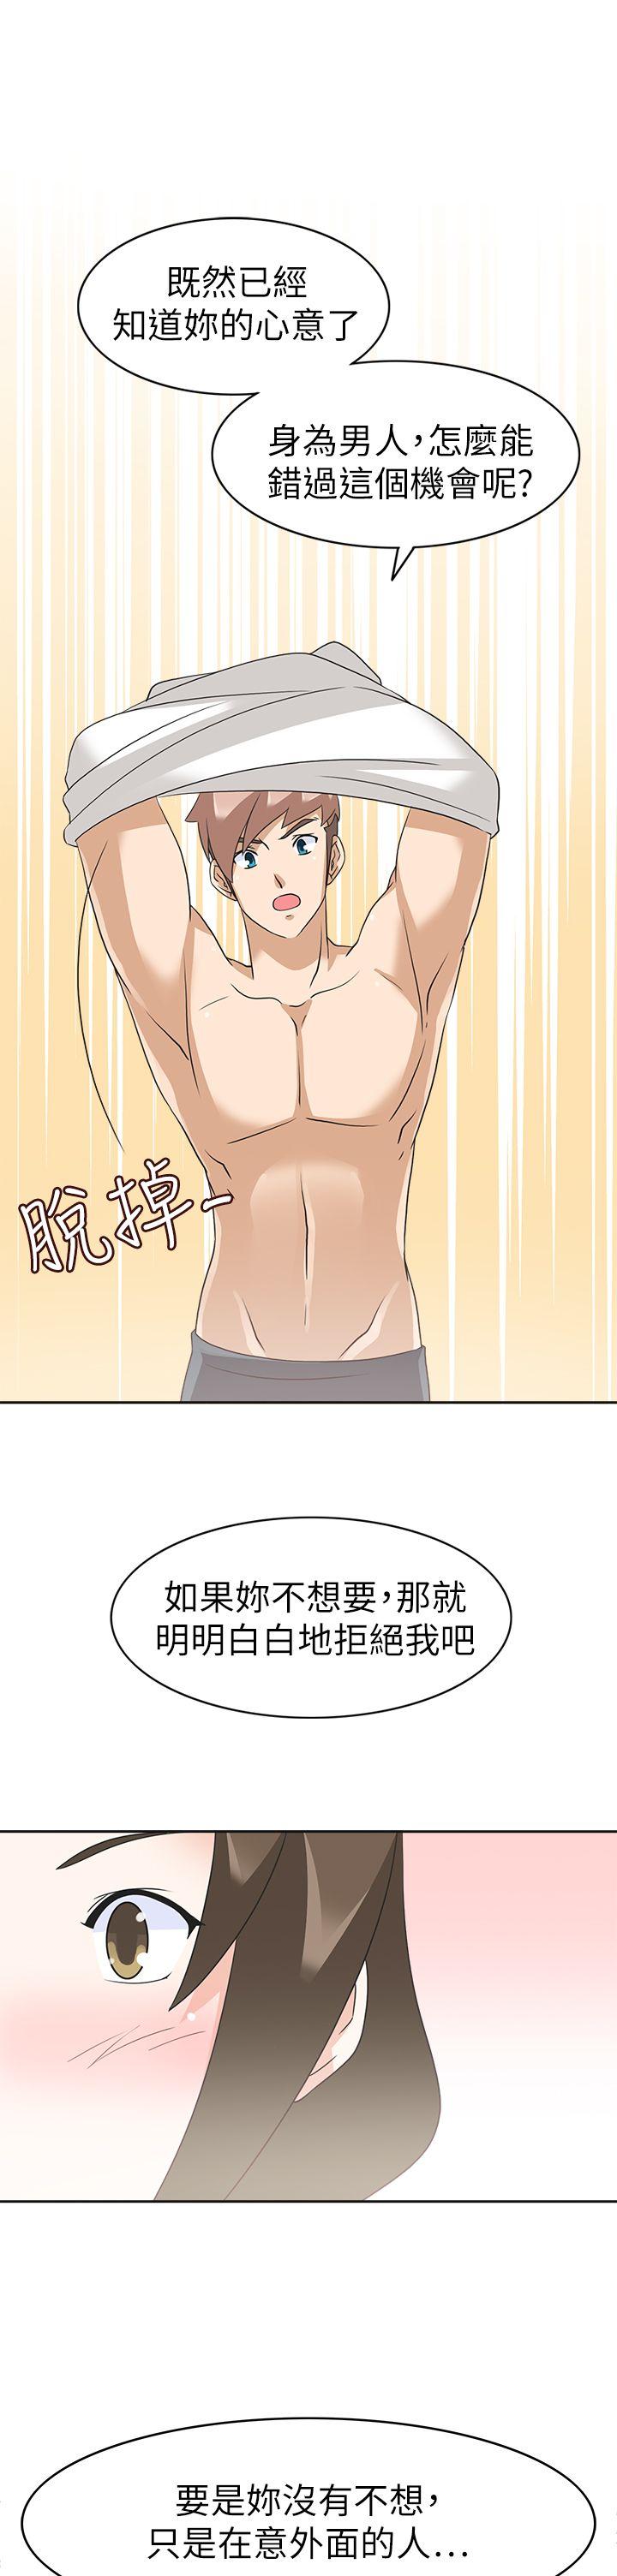 既然已經
知道妳的心意了
身為男人，怎麼能
錯過這個機會呢？
脫掉-
如果妳不想要，那就
明明白白地拒絕我吧
要是妳沒有不想，
只是在意外面的人…